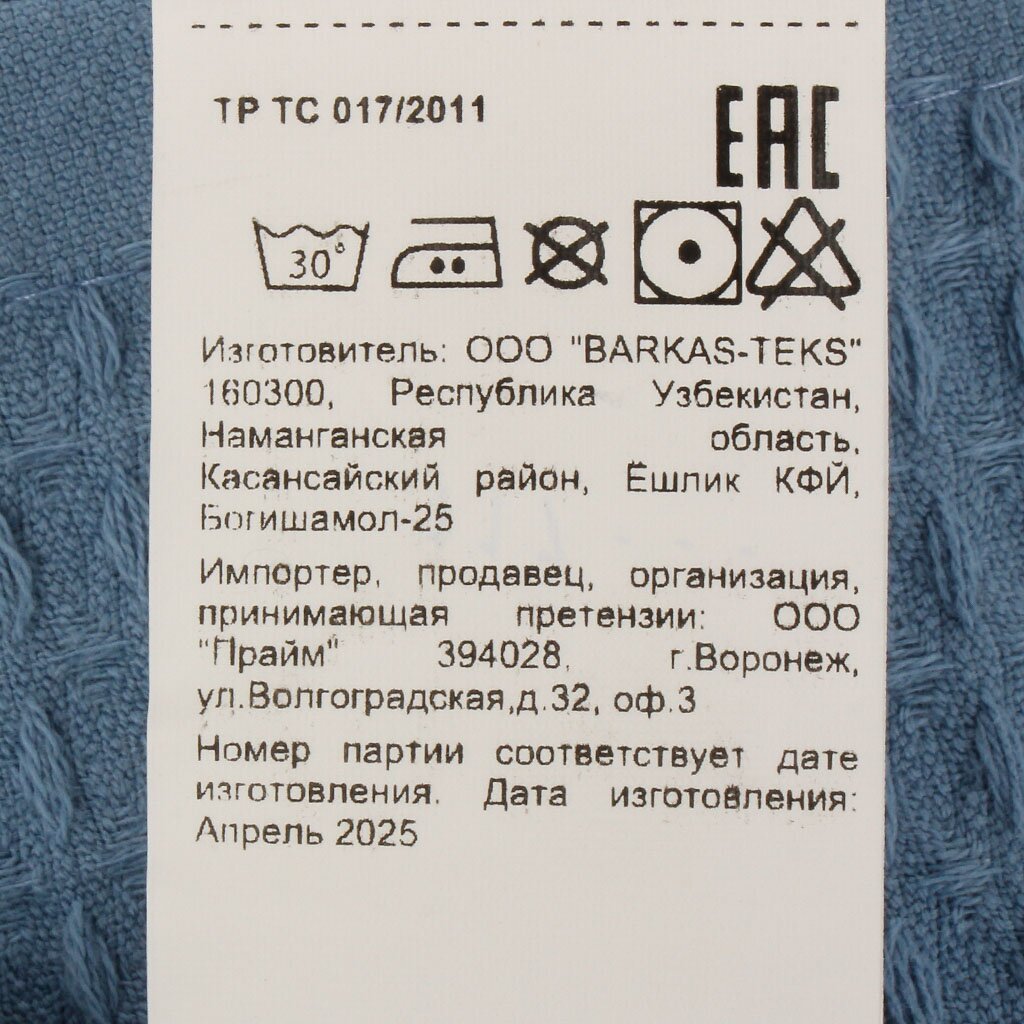 ТР ТС 017/2011
EAC
30°
Изготовитель: ООО "BARKAS-TEKS"
160300, Республика Узбекистан,
Наманганская область,
Касансайский район, Ёшлик КФЙ,
Богишамол-25
Импортер, продавец, организация,
принимающая претензии: ООО
"Прайм" 394028, г.Воронеж,
ул.Волгоградская,д.32, оф.3
Номер партии соответствует дате
изготовления. Дата изготовления:
Апрель 2025